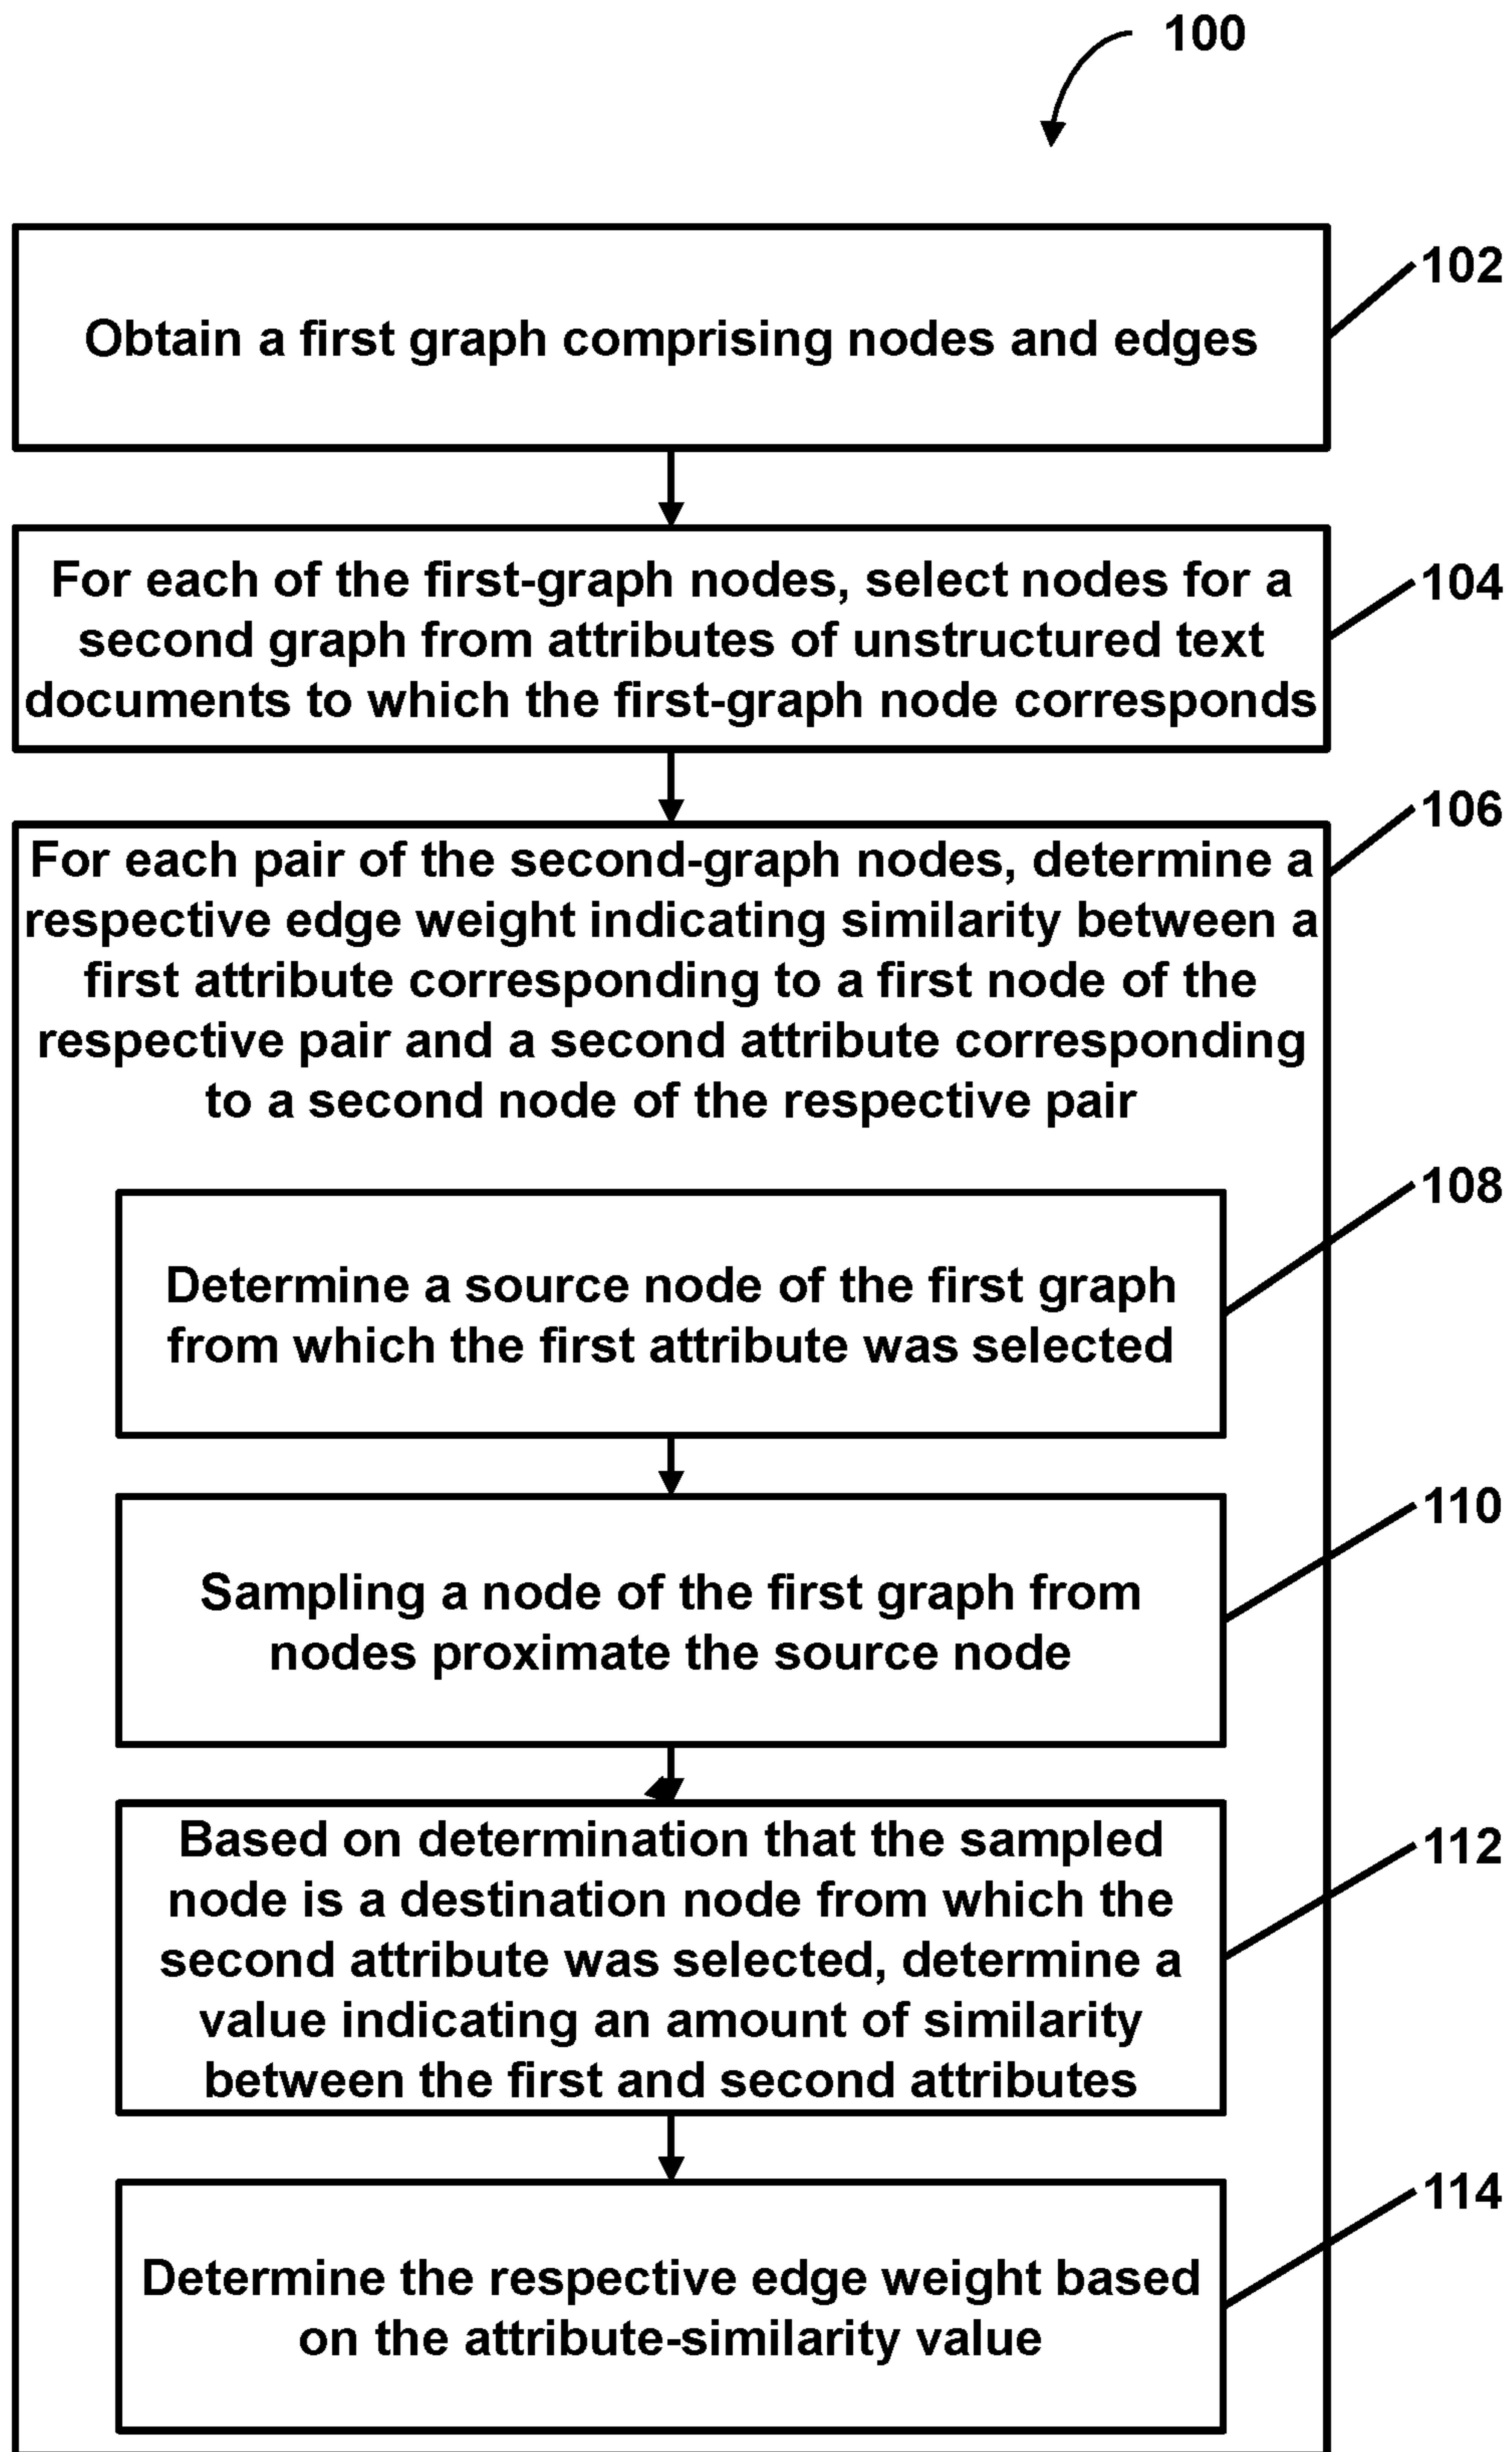 100
102
Obtain a first graph comprising nodes and edges
104
For each of the first-graph nodes, select nodes for a
second graph from attributes of unstructured text
documents to which the first-graph node corresponds
106
For each pair of the second-graph nodes, determine a
respective edge weight indicating similarity between a
first attribute corresponding to a first node of the
respective pair and a second attribute corresponding
to a second node of the respective pair
108
Determine a source node of the first graph
from which the first attribute was selected
110
Sampling a node of the first graph from
nodes proximate the source node
112
Based on determination that the sampled
node is a destination node from which the
second attribute was selected, determine a
value indicating an amount of similarity
between the first and second attributes
114
Determine the respective edge weight based
on the attribute-similarity value